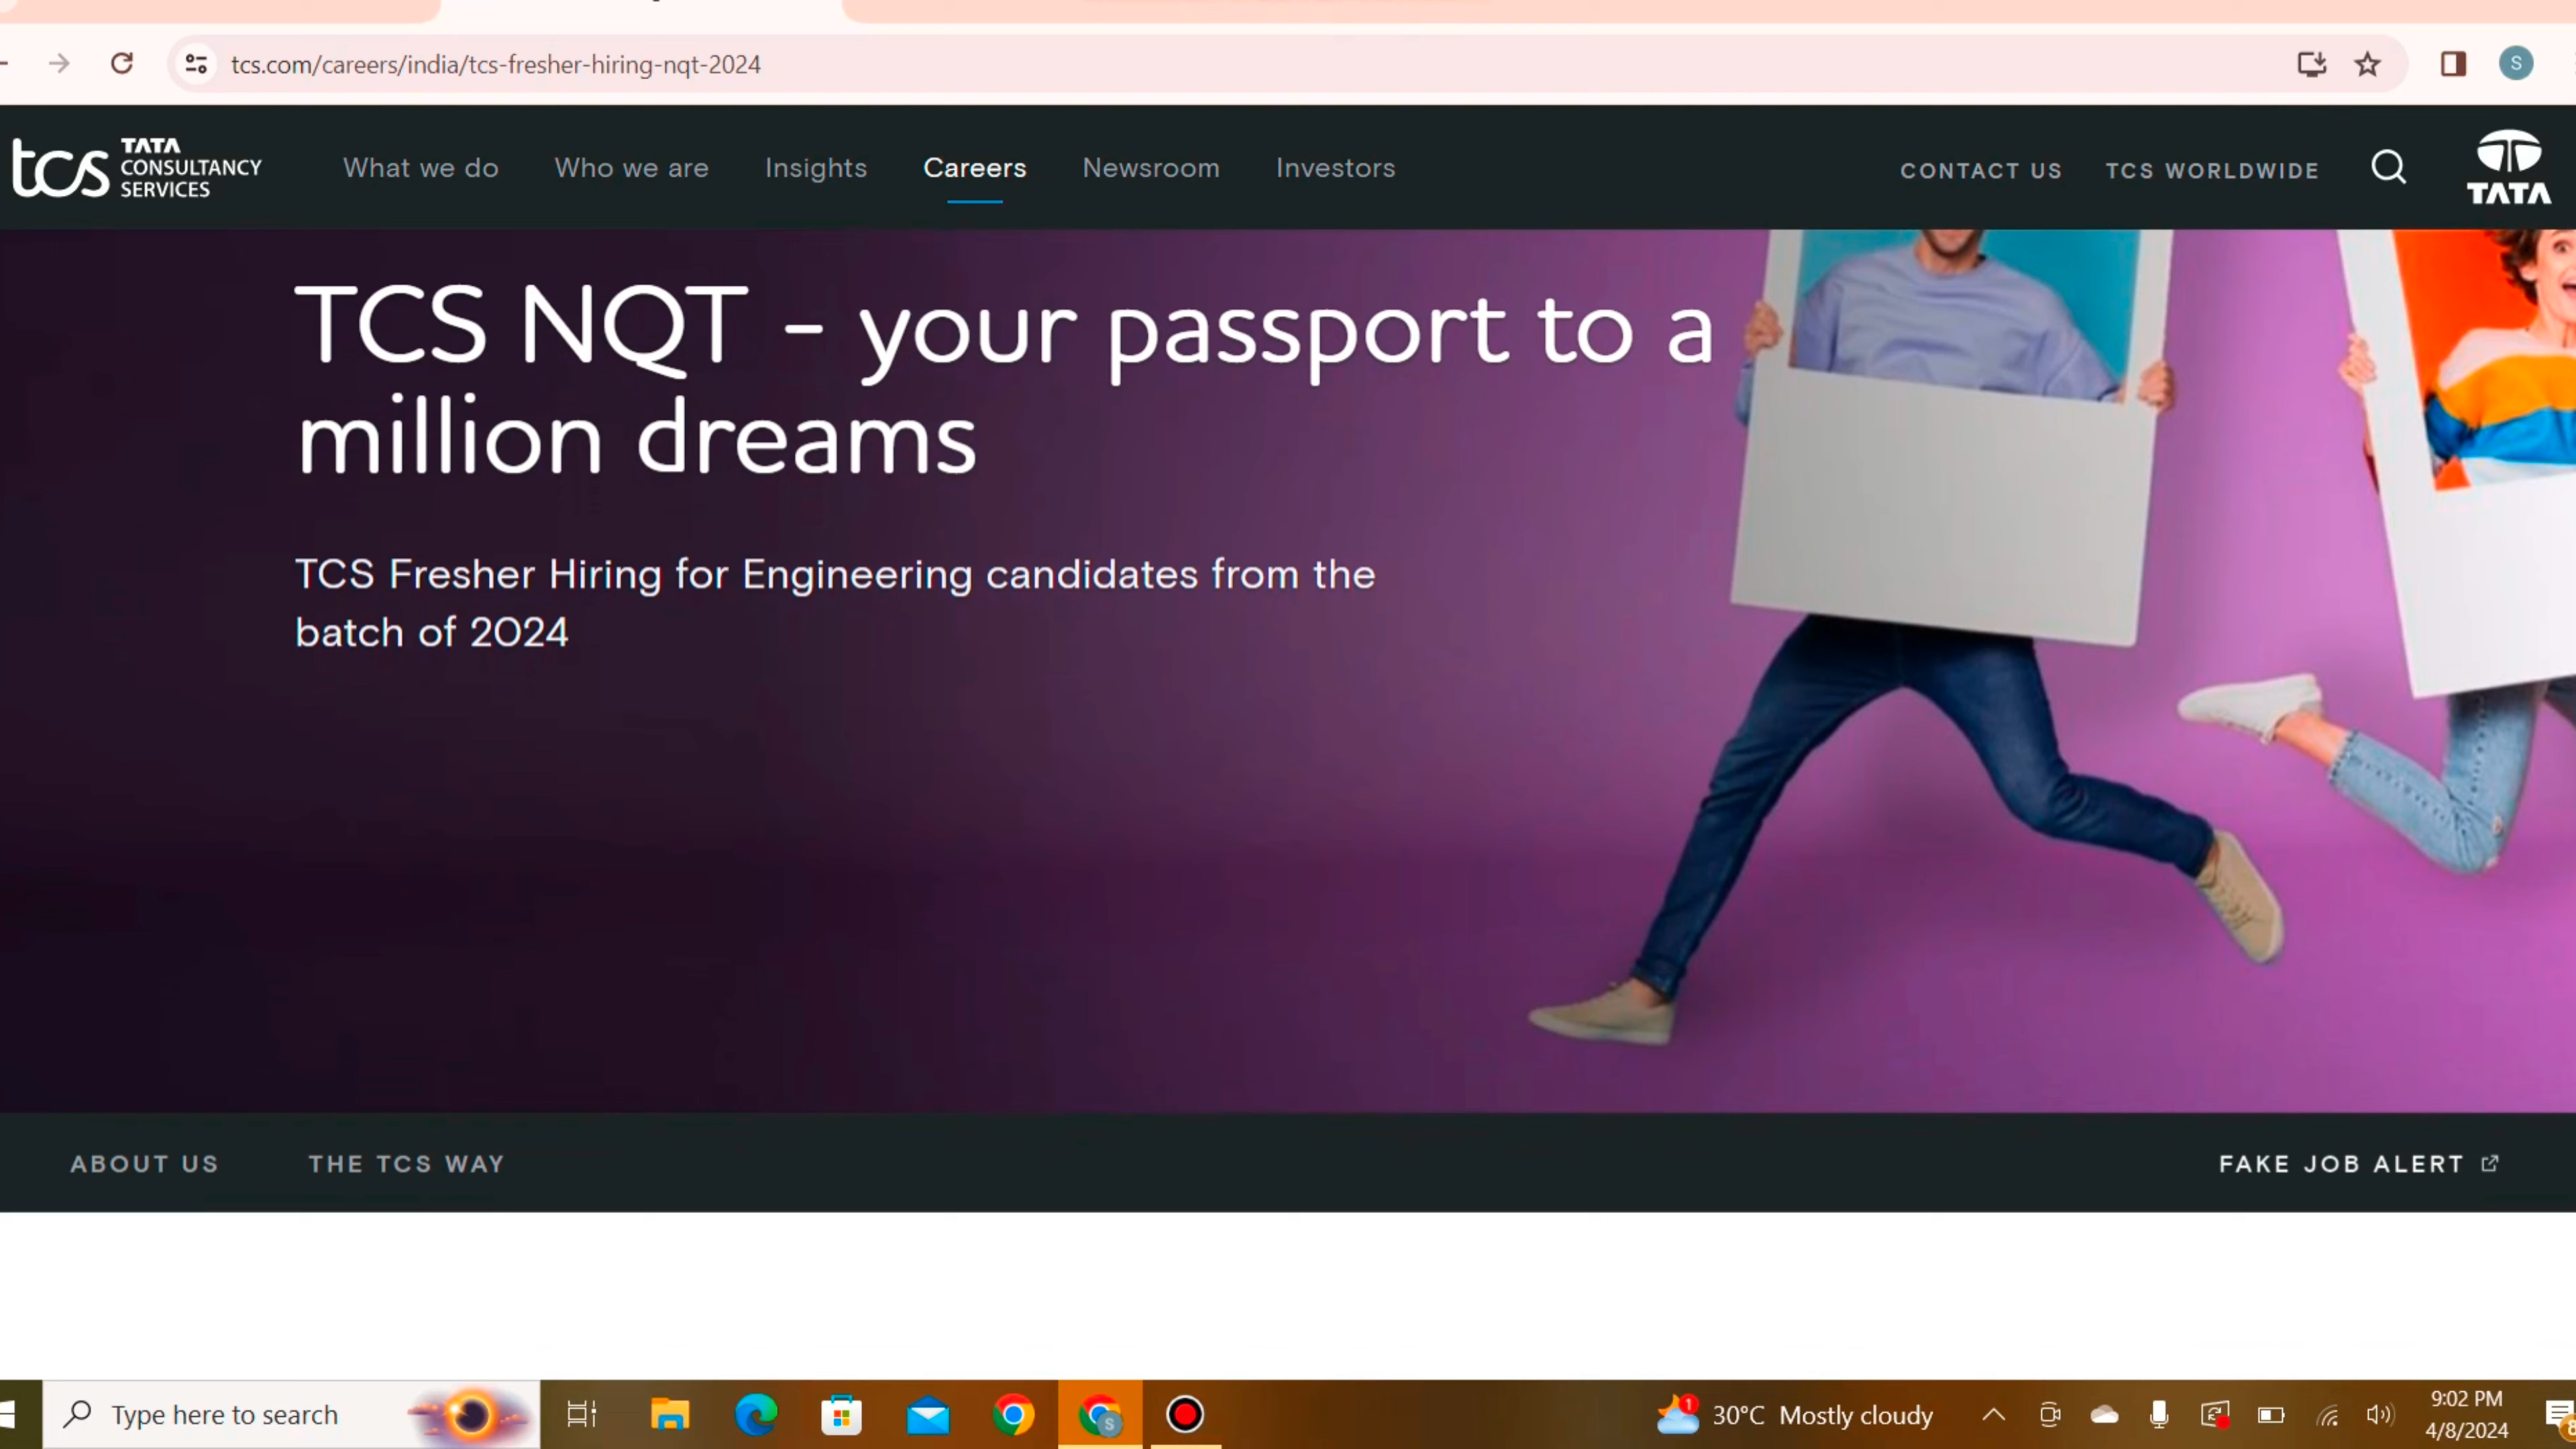 tcs.com/careers/india/tcs-fresher-hiring-nqt-2024
S
tcs TATA CONSULTANCY SERVICES
What we do Who we are Insights Careers Newsroom Investors
CONTACT US TCS WORLDWIDE
TATA
TCS NQT - your passport to a
million dreams
TCS Fresher Hiring for Engineering candidates from the
batch of 2024
ABOUT US THE TCS WAY FAKE JOB ALERT
Type here to search
S
1
30°C Mostly cloudy
9:02 PM
4/8/2024